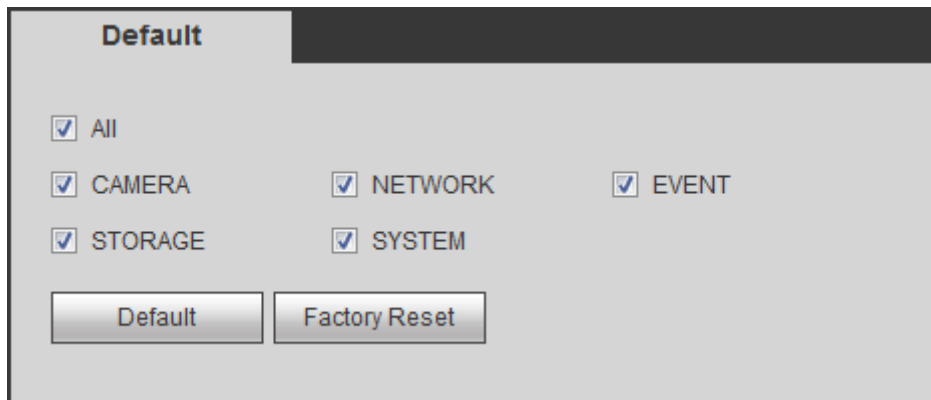 Default
All
CAMERA NETWORK EVENT
STORAGE SYSTEM
Default Factory Reset